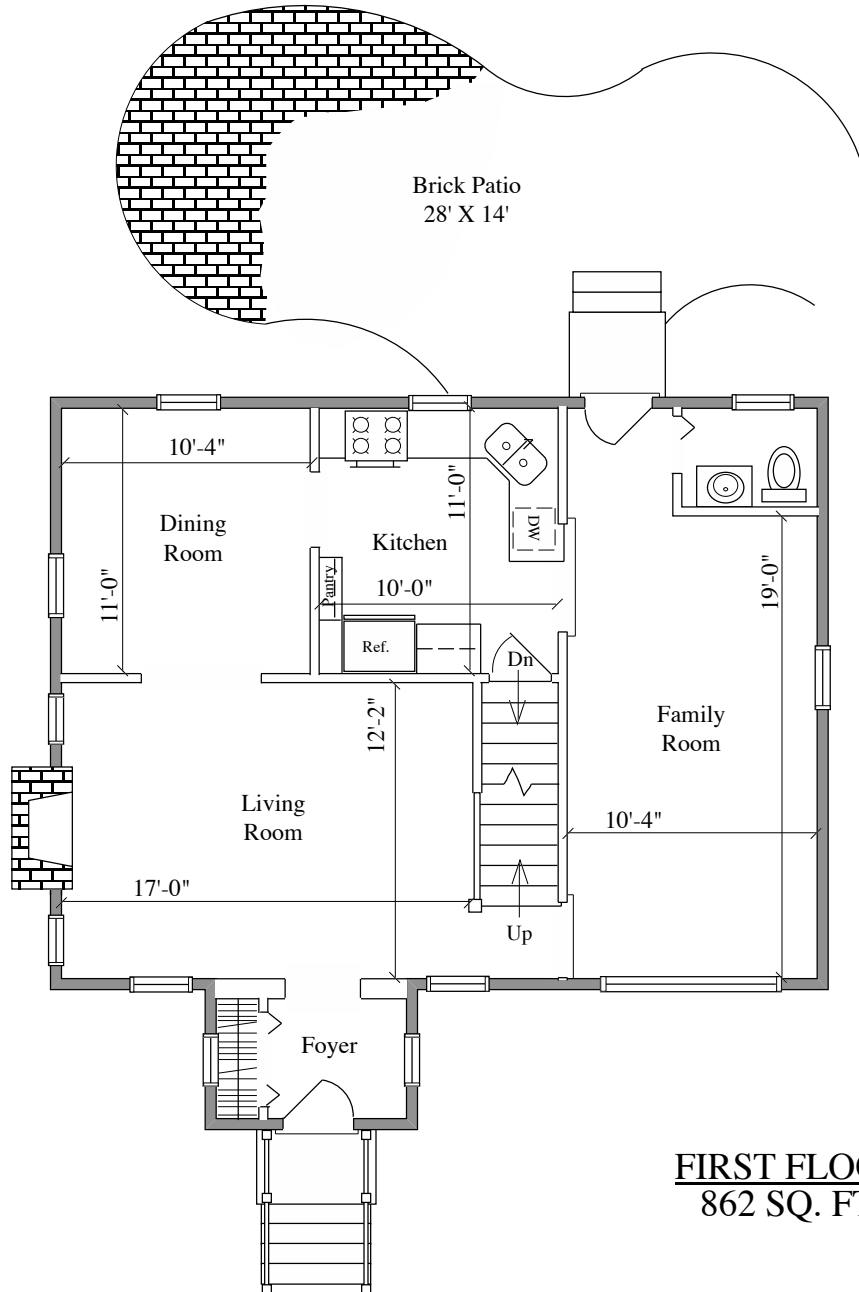 Brick Patio
28' X 14'
10'-4"
Dining
Room
11'-0"
Kitchen
11'-0"
10'-0"
Pantry
Ref.
DW
Dn
19'-0"
Family
Room
10'-4"
12'-2"
Living
Room
17'-0"
Up
Foyer
FIRST FLOO
862 SQ. FT